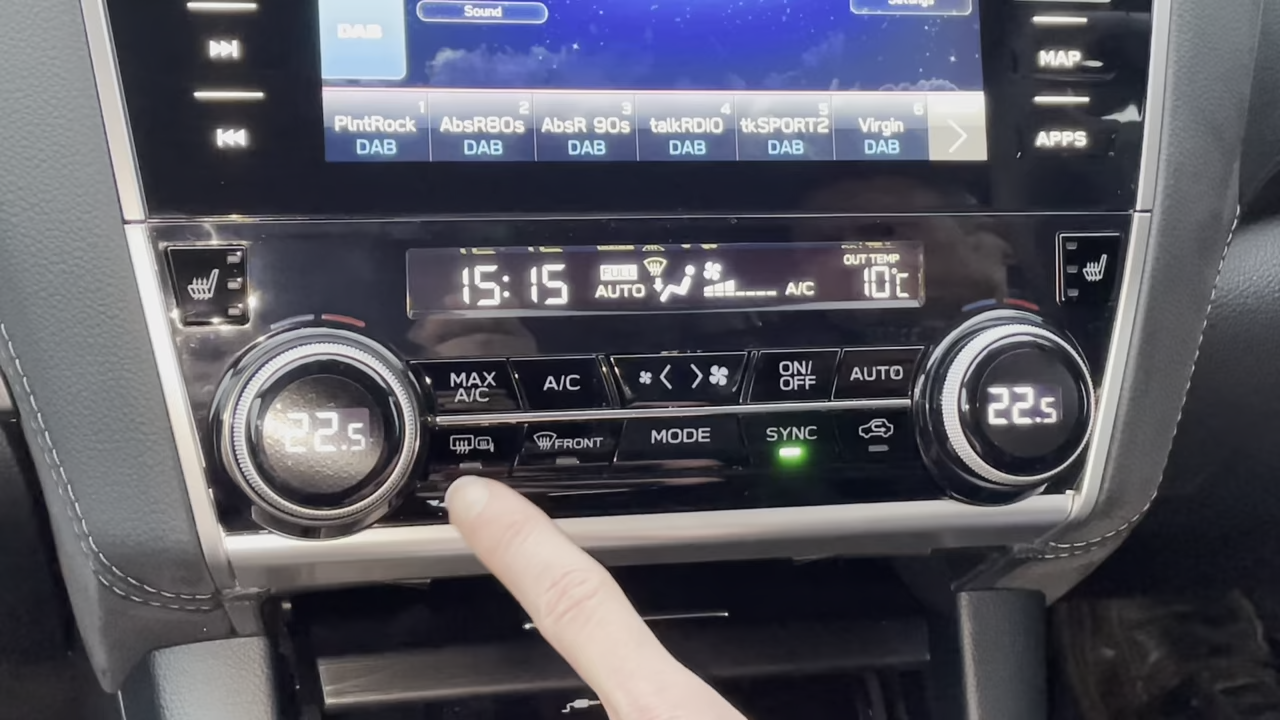 DAB
Sound
Settings
MAP
1 2 3 4 5 6
PlntRock AbsR80s AbsR 90s talkRDIO tkSPORT2 Virgin
DAB DAB DAB DAB DAB DAB
APPS
15:15 FULL AUTO A/C OUT TEMP 10°C
22.5
MAX A/C
A/C
ON/OFF
AUTO
22.5
FRONT
MODE
SYNC